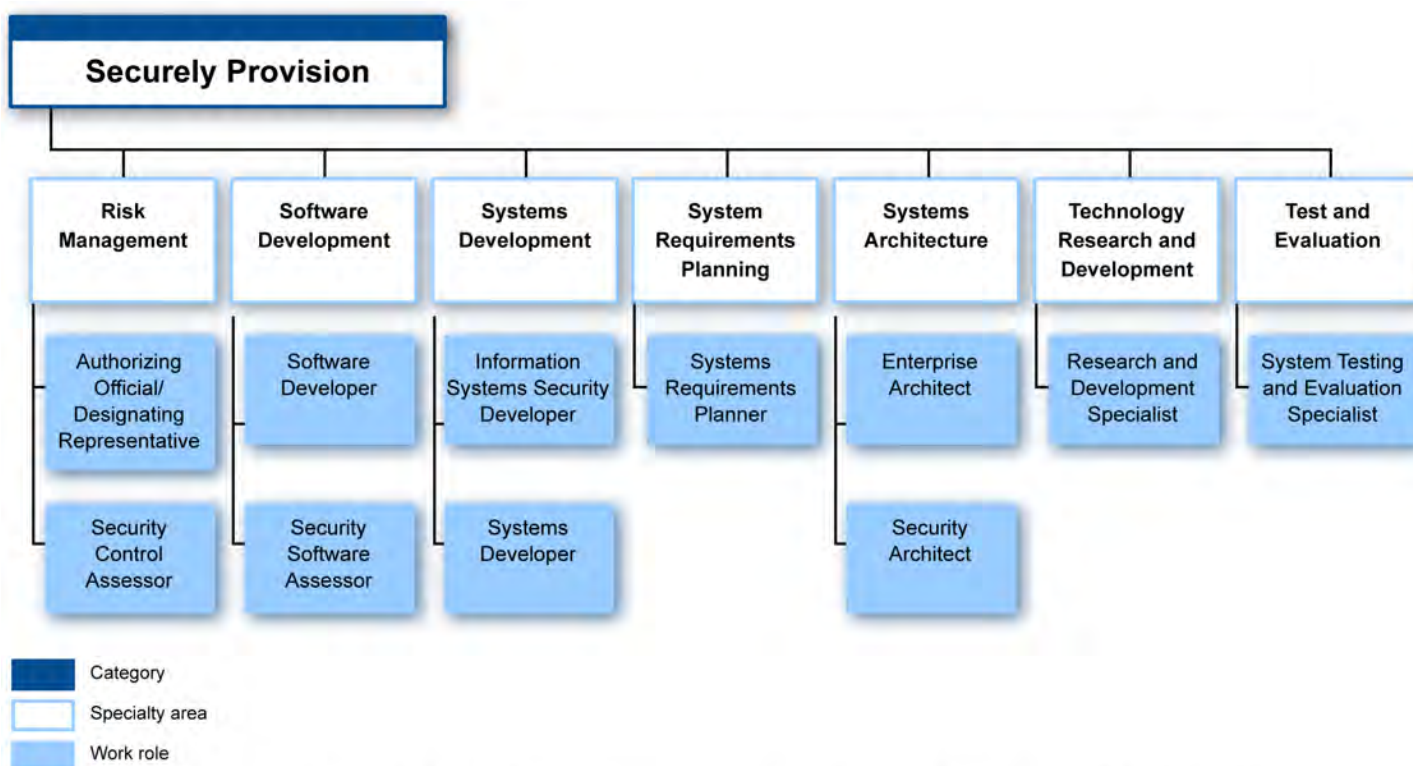 Securely Provision
Risk
Management
Software
Development
Systems
Development
System
Requirements
Planning
Systems
Architecture
Technology
Research and
Development
Test and
Evaluation
Authorizing
Official/
Designating
Representative
Software
Developer
Information
Systems Security
Developer
Systems
Requirements
Planner
Enterprise
Architect
Research and
Development
Specialist
System Testing
and Evaluation
Specialist
Security
Control
Assessor
Security
Software
Assessor
Systems
Developer
Security
Architect
Category
Specialty area
Work role